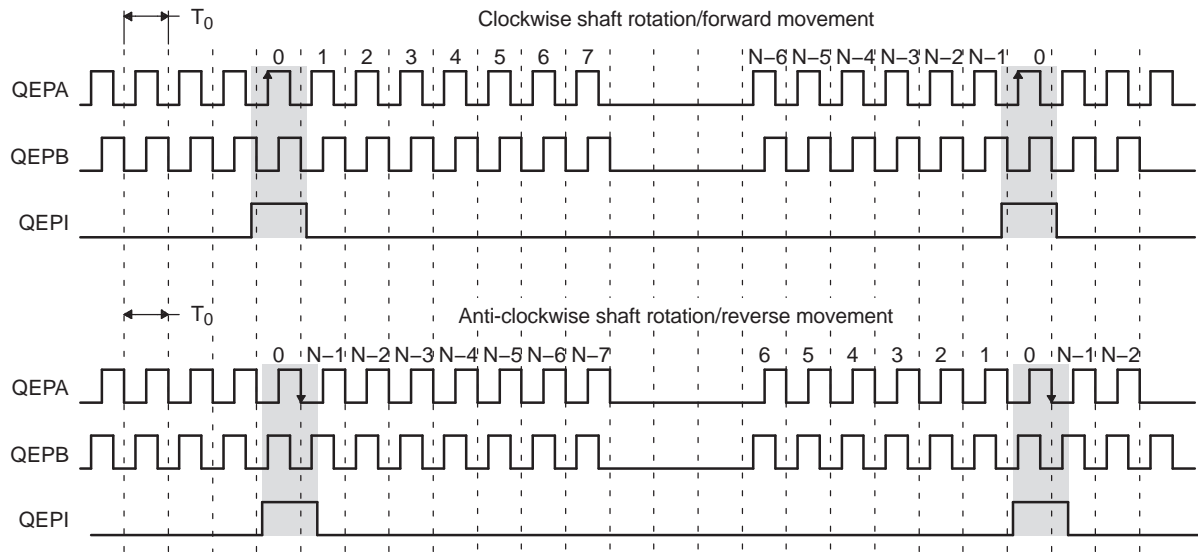 T0
Clockwise shaft rotation/forward movement
0 1 2 3 4 5 6 7 N–6 N–5 N–4 N–3 N–2 N–1 0
QEPA
QEPB
QEPI
T0
Anti-clockwise shaft rotation/reverse movement
0 N–1 N–2 N–3 N–4 N–5 N–6 N–7 6 5 4 3 2 1 0 N–1 N–2
QEPA
QEPB
QEPI